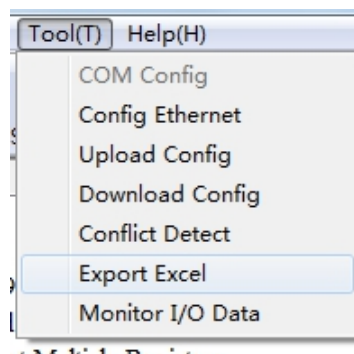 Tool(T) Help(H)
COM Config
Config Ethernet
Upload Config
Download Config
Conflict Detect
Export Excel
Monitor I/O Data